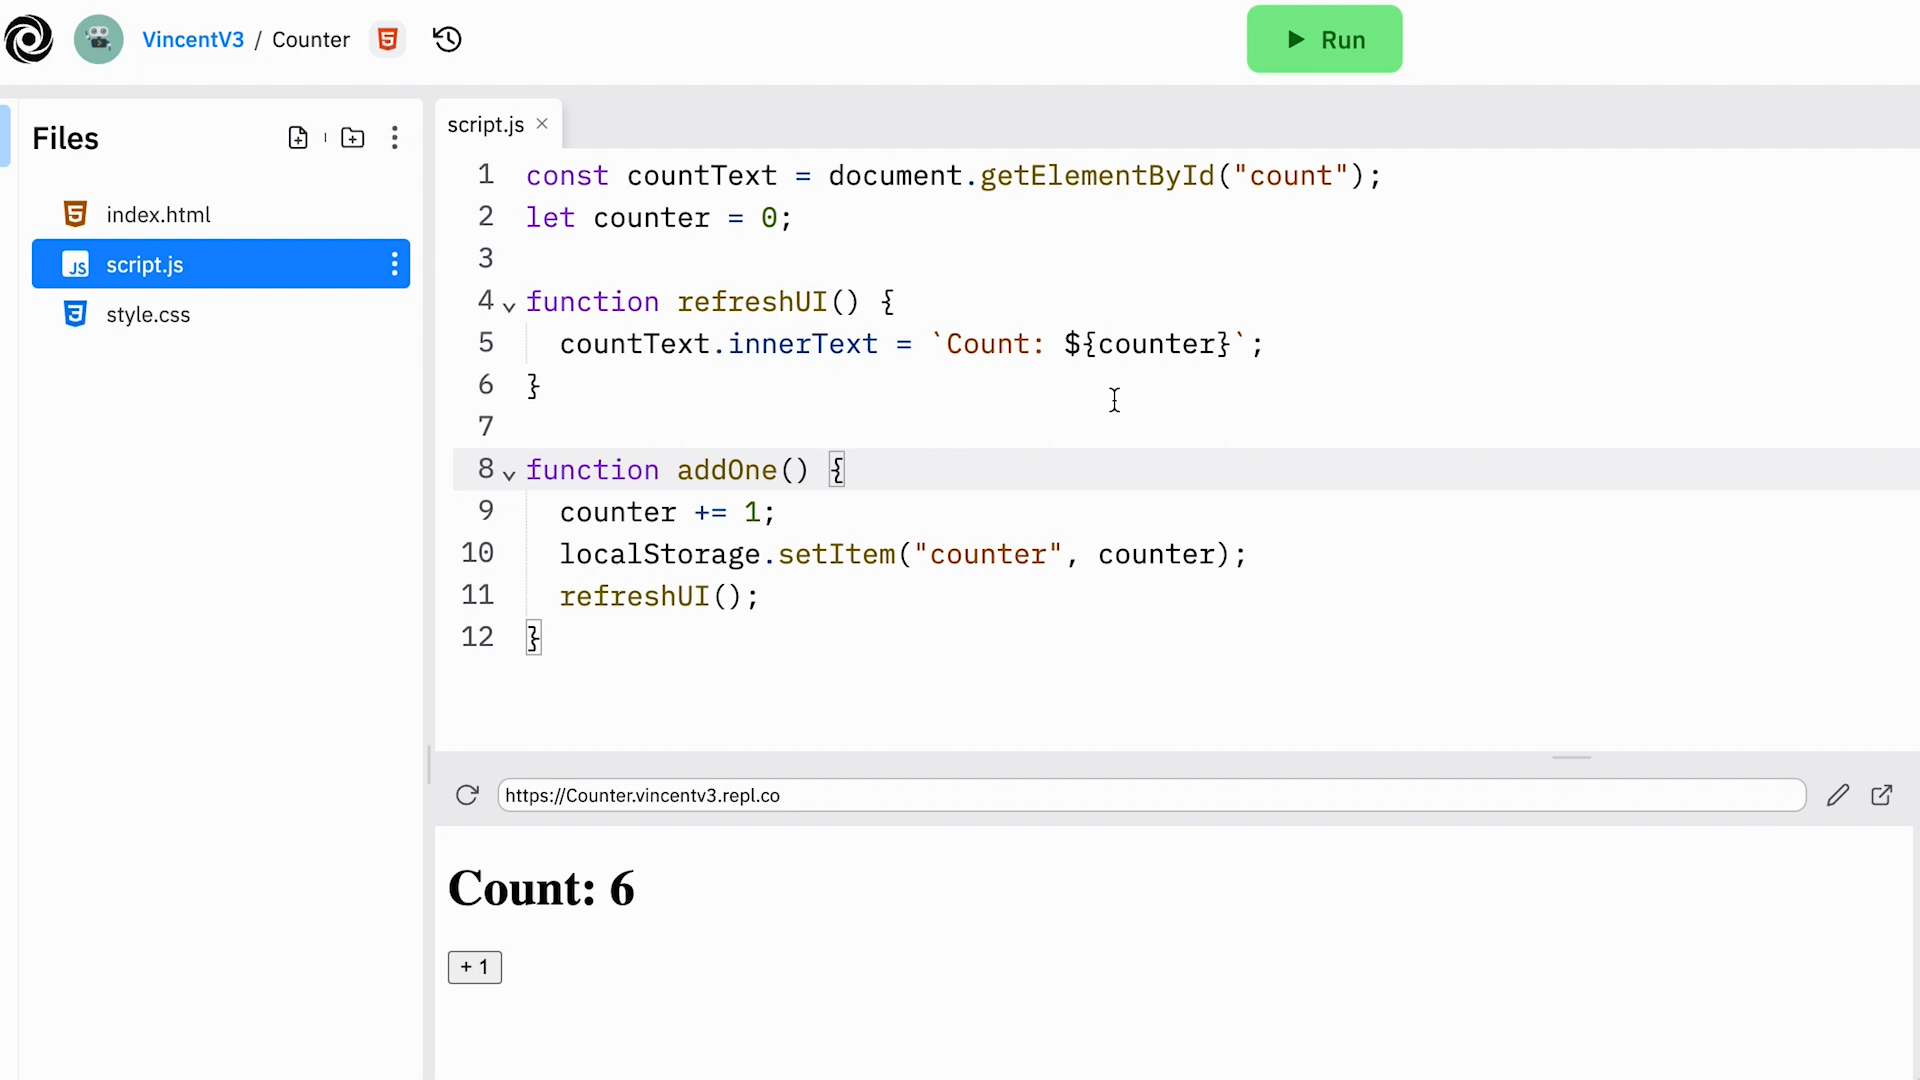 VincentV3 / Counter
Run
Files
index.html
script.js
style.css
script.js
1 const countText = document.getElementById("count");
2 let counter = 0;
3
4 function refreshUI() {
5 countText.innerText = `Count: ${counter}`;
6 }
7
8 function addOne() {
9 counter += 1;
10 localStorage.setItem("counter", counter);
11 refreshUI();
12 }
https://Counter.vincentv3.repl.co
Count: 6
+ 1